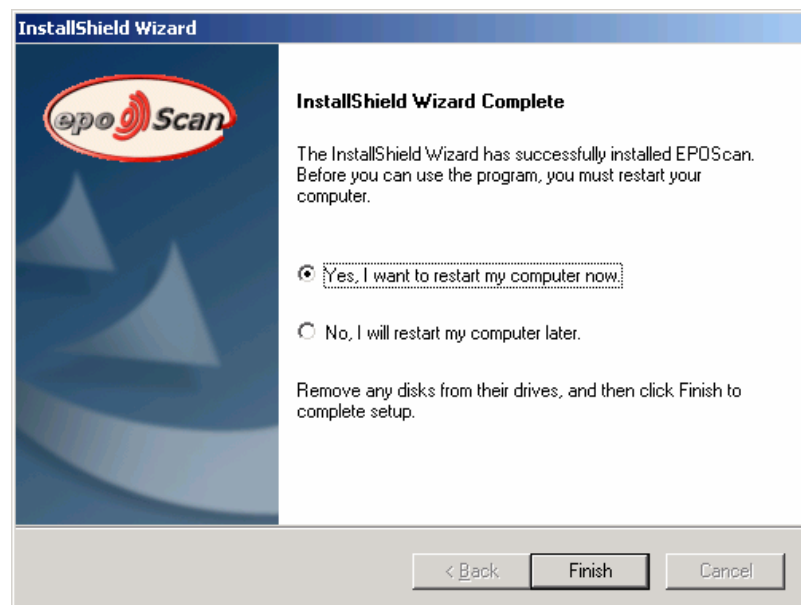 InstallShield Wizard
epo Scan
InstallShield Wizard Complete
The InstallShield Wizard has successfully installed EPOScan.
Before you can use the program, you must restart your
computer.
Yes, I want to restart my computer now.
No, I will restart my computer later.
Remove any disks from their drives, and then click Finish to
complete setup.
< Back
Finish
Cancel